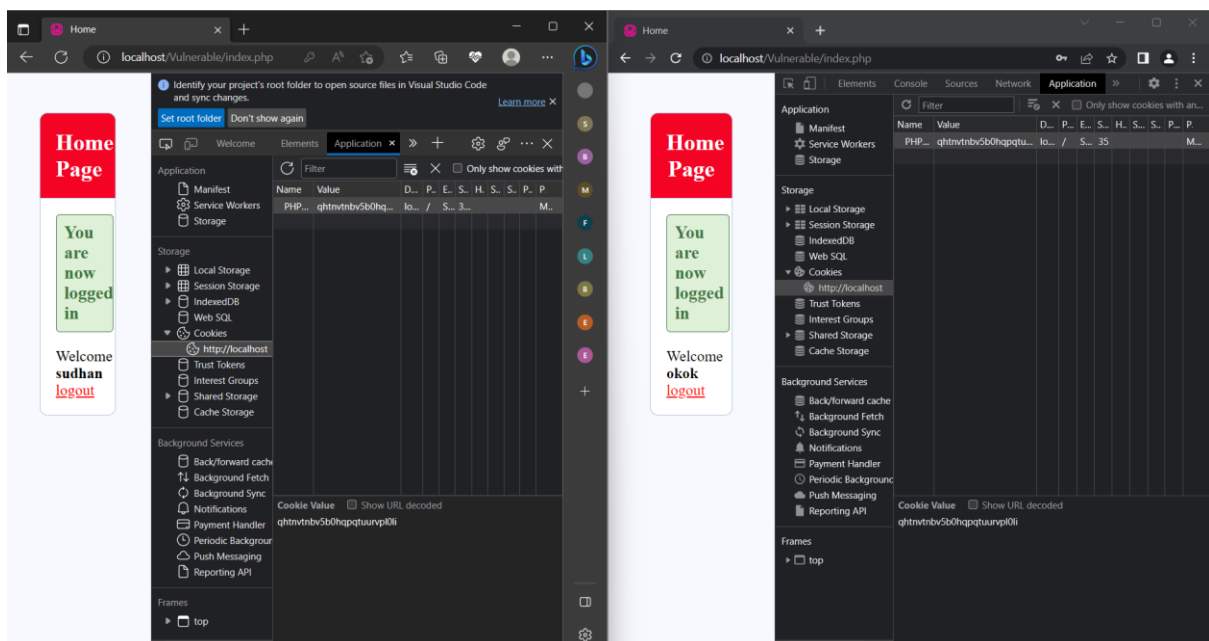 Home
localhost/Vulnerable/index.php
Identify your project's root folder to open source files in Visual Studio Code
and sync changes.
Learn more
Set root folder
Don't show again
Welcome
Elements
Application
Home
Page
You
are
now
logged
in
Welcome
sudhan
logout
Application
Manifest
Service Workers
Storage
Storage
Local Storage
Session Storage
IndexedDB
Web SQL
Cookies
http://localhost
Trust Tokens
Interest Groups
Shared Storage
Cache Storage
Background Services
Back/forward cache
Background Fetch
Background Sync
Notifications
Payment Handler
Periodic Backgrour
Push Messaging
Reporting API
Frames
top
Filter
Only show cookies with
Name Value D... P.. E.. S.. H. S.. S.. P.. P.
PHP... qhtnvtnbv5b0hq... lo... / S... 3... M..
Cookie Value Show URL decoded
qhtnvtnbv5b0hqpqtuurvpl0li
S
B
M
F
L
B
E
E
Home
localhost/Vulnerable/index.php
Elements
Console
Sources
Network
Application
Home
Page
You
are
now
logged
in
Welcome
okok
logout
Application
Manifest
Service Workers
Storage
Storage
Local Storage
Session Storage
IndexedDB
Web SQL
Cookies
http://localhost
Trust Tokens
Interest Groups
Shared Storage
Cache Storage
Background Services
Back/forward cache
Background Fetch
Background Sync
Notifications
Payment Handler
Periodic Background
Push Messaging
Reporting API
Frames
top
Filter
Only show cookies with an...
Name Value D... P... E... S... H.. S... S.. P... P.
PHP... qhtnvtnbv5b0hqpqtu... lo... / S... 35 M...
Cookie Value Show URL decoded
qhtnvtnbv5b0hqpqtuurvpl0li